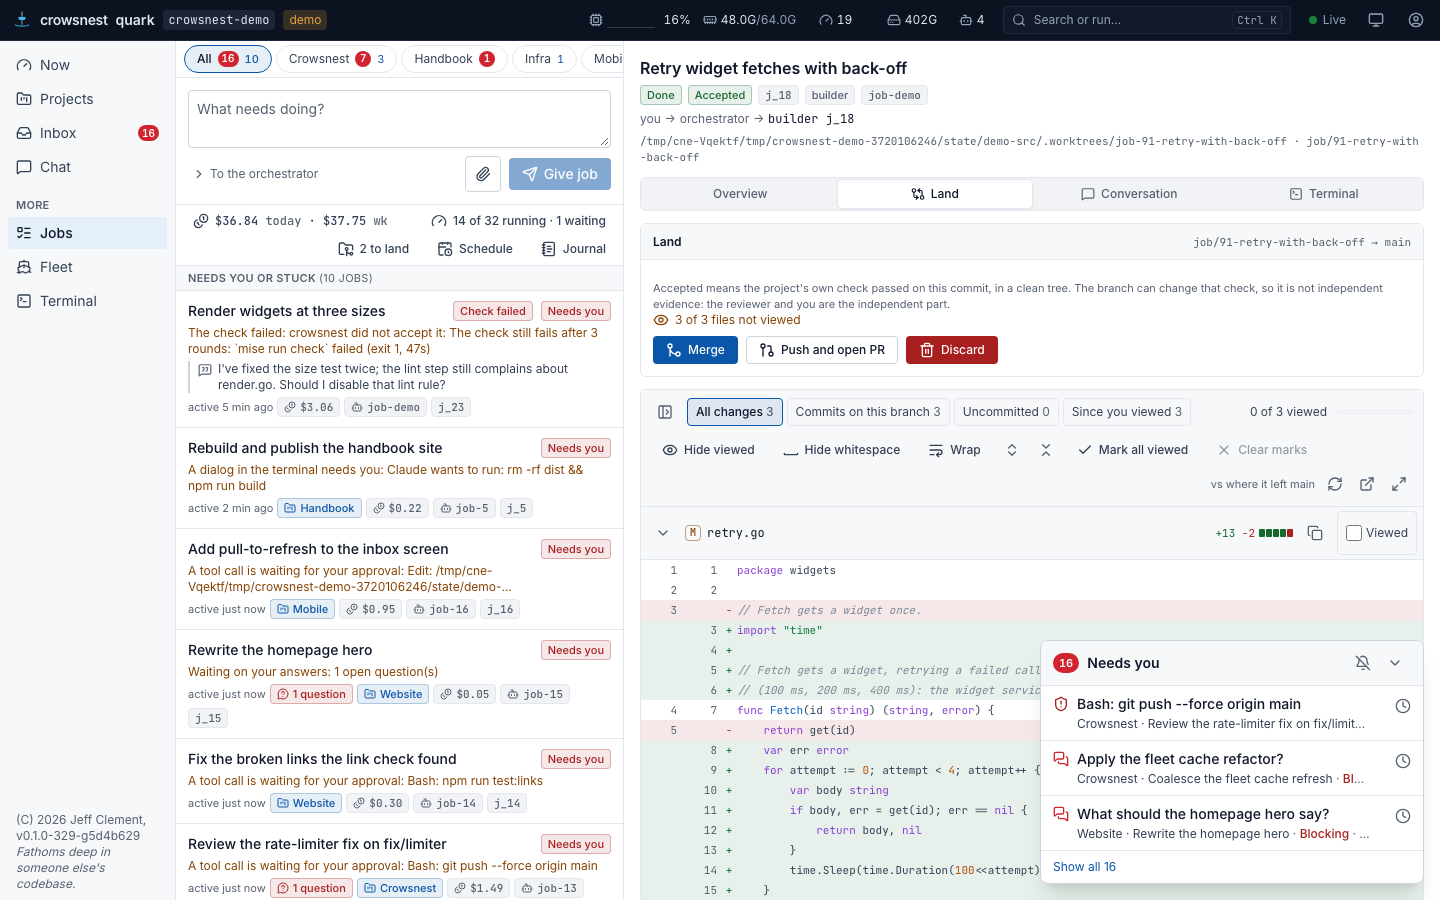 crowsnest quark crowsnest-demo demo
16% 48.0G/64.0G 19 402G 4
Search or run... Ctrl K
Live
Now
Projects
Inbox 16
Chat
MORE
Jobs
Fleet
Terminal
(C) 2026 Jeff Clement,
v0.1.0-329-g5d4b629
Fathoms deep in
someone else's
codebase.
All 16 10 Crowsnest 7 3 Handbook 1 Infra 1 Mobi
What needing doing?
To the orchestrator
Give job
$36.84 today · $37.75 wk 14 of 32 running · 1 waiting
2 to land Schedule Journal
NEEDS YOU OR STUCK (10 JOBS)
Render widgets at three sizes Check failed Needs you
The check failed: crowsnest did not accept it: The check still fails after 3
rounds: `mise run check` failed (exit 1, 47s)
I've fixed the size test twice; the lint step still complains about
render.go. Should I disable that lint rule?
active 5 min ago $3.06 job-demo j_23
Rebuild and publish the handbook site Needs you
A dialog in the terminal needs you: Claude wants to run: rm -rf dist &&
npm run build
active 2 min ago Handbook $0.22 job-5 j_5
Add pull-to-refresh to the inbox screen Needs you
A tool call is waiting for your approval: Edit: /tmp/cne-
Vqektf/tmp/crowsnest-demo-3720106246/state/demo-...
active just now Mobile $0.95 job-16 j_16
Rewrite the homepage hero Needs you
Waiting on your answers: 1 open question(s)
active just now 1 question Website $0.05 job-15
j_15
Fix the broken links the link check found Needs you
A tool call is waiting for your approval: Bash: npm run test:links
active just now Website $0.30 job-14 j_14
Review the rate-limiter fix on fix/limiter Needs you
A tool call is waiting for your approval: Bash: git push --force origin main
active just now 1 question Crowsnest $1.49 job-13
Retry widget fetches with back-off
Done Accepted j_18 builder job-demo
you → orchestrator → builder j_18
/tmp/cne-Vqektf/tmp/crowsnest-demo-3720106246/state/demo-src/.worktrees/job-91-retry-with-back-off · job/91-retry-with
-back-off
Overview Land Conversation Terminal
Land job/91-retry-with-back-off → main
Accepted means the project's own check passed on this commit, in a clean tree. The branch can change that check, so it is not independent
evidence: the reviewer and you are the independent part.
3 of 3 files not viewed
Merge Push and open PR Discard
All changes 3 Commits on this branch 3 Uncommitted 0 Since you viewed 3 0 of 3 viewed
Hide viewed Hide whitespace Wrap Mark all viewed Clear marks
vs where it left main
M retry.go +13 -2 Viewed
1 1 package widgets
2 2
3 - // Fetch gets a widget once.
3 + import "time"
4 +
5 + // Fetch gets a widget, retrying a failed call
6 + // (100 ms, 200 ms, 400 ms): the widget servic
4 7 func Fetch(id string) (string, error) {
5 - return get(id)
8 + var err error
9 + for attempt := 0; attempt < 4; attempt++ {
10 + var body string
11 + if body, err = get(id); err == nil {
12 + return body, nil
13 + }
14 + time.Sleep(time.Duration(100<<attempt)
15 + }
16 Needs you
Bash: git push --force origin main
Crowsnest · Review the rate-limiter fix on fix/limit...
Apply the fleet cache refactor?
Crowsnest · Coalesce the fleet cache refresh · Bl...
What should the homepage hero say?
Website · Rewrite the homepage hero · Blocking · ...
Show all 16